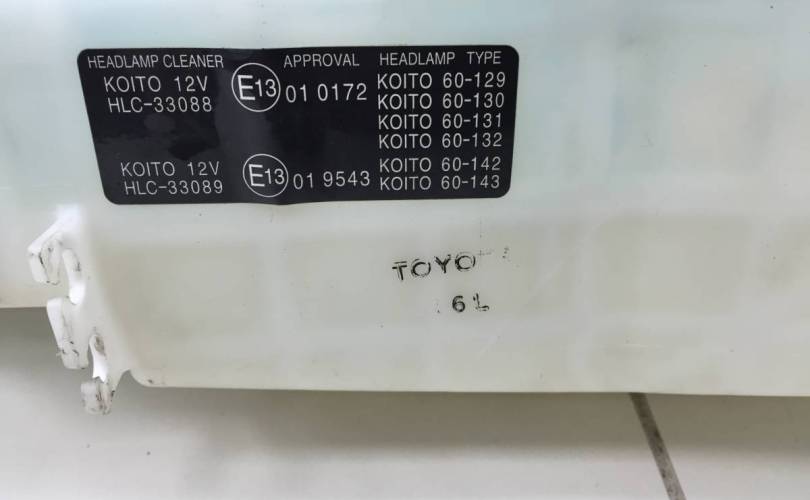 HEADLAMP CLEANER APPROVAL HEADLAMP TYPE
KOITO 12V
HLC-33088
E13 01 0172
KOITO 60-129
KOITO 60-130
KOITO 60-131
KOITO 60-132
KOITO 12V
HLC-33089
E13 01 9543
KOITO 60-142
KOITO 60-143
TOYO
6L